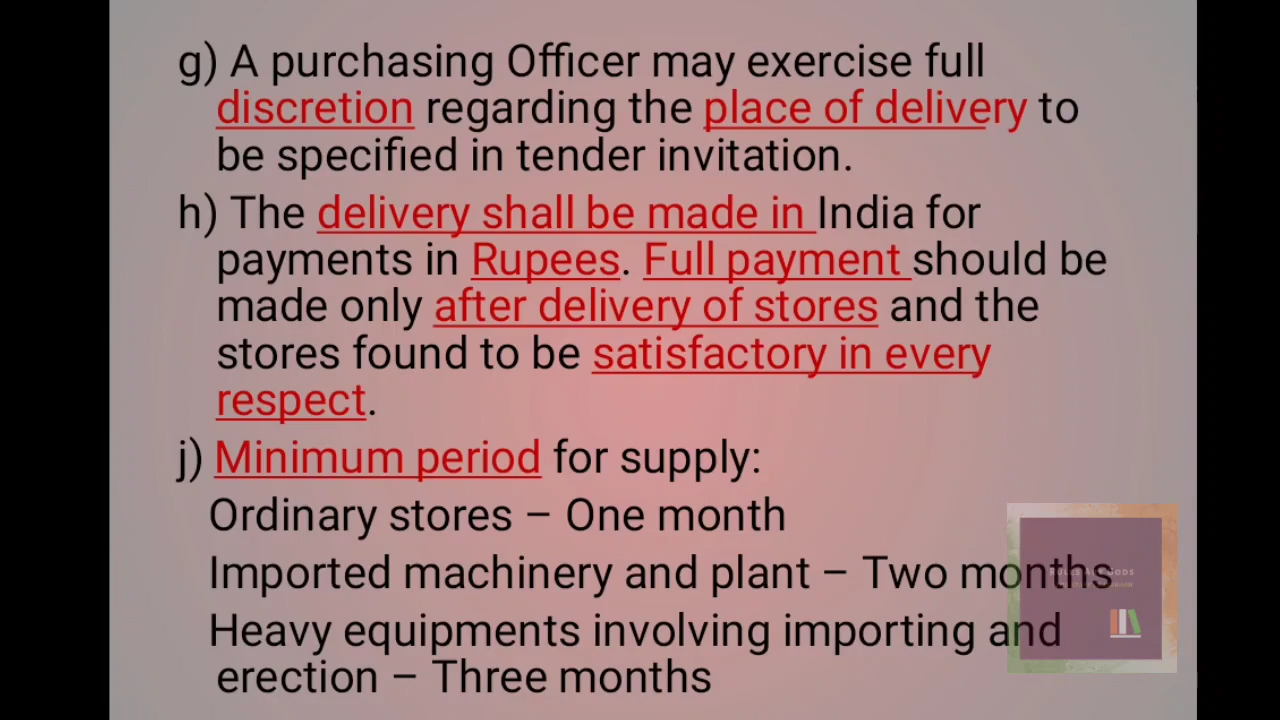 g) A purchasing Officer may exercise full
discretion regarding the place of delivery to
be specified in tender invitation.
h) The delivery shall be made in India for
payments in Rupees. Full payment should be
made only after delivery of stores and the
stores found to be satisfactory in every
respect.
j) Minimum period for supply:
Ordinary stores – One month
Imported machinery and plant – Two months
Heavy equipments involving importing and
erection – Three months